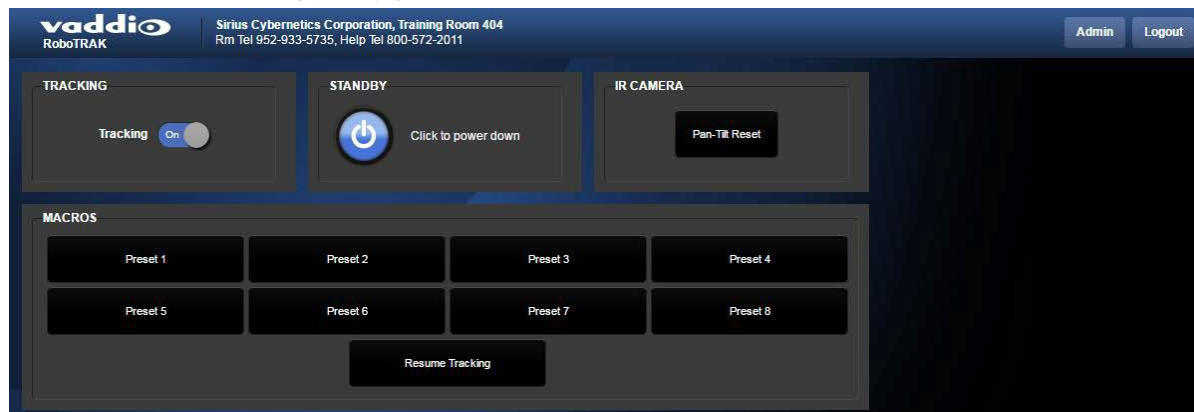 vaddio
RoboTRAK
Sirius Cybernetics Corporation, Training Room 404
Rm Tel 952-933-5735, Help Tel 800-572-2011
Admin Logout
TRACKING
Tracking On
STANDBY
Click to power down
IR CAMERA
Pan-Tilt Reset
MACROS
Preset 1 Preset 2 Preset 3 Preset 4
Preset 5 Preset 6 Preset 7 Preset 8
Resume Tracking